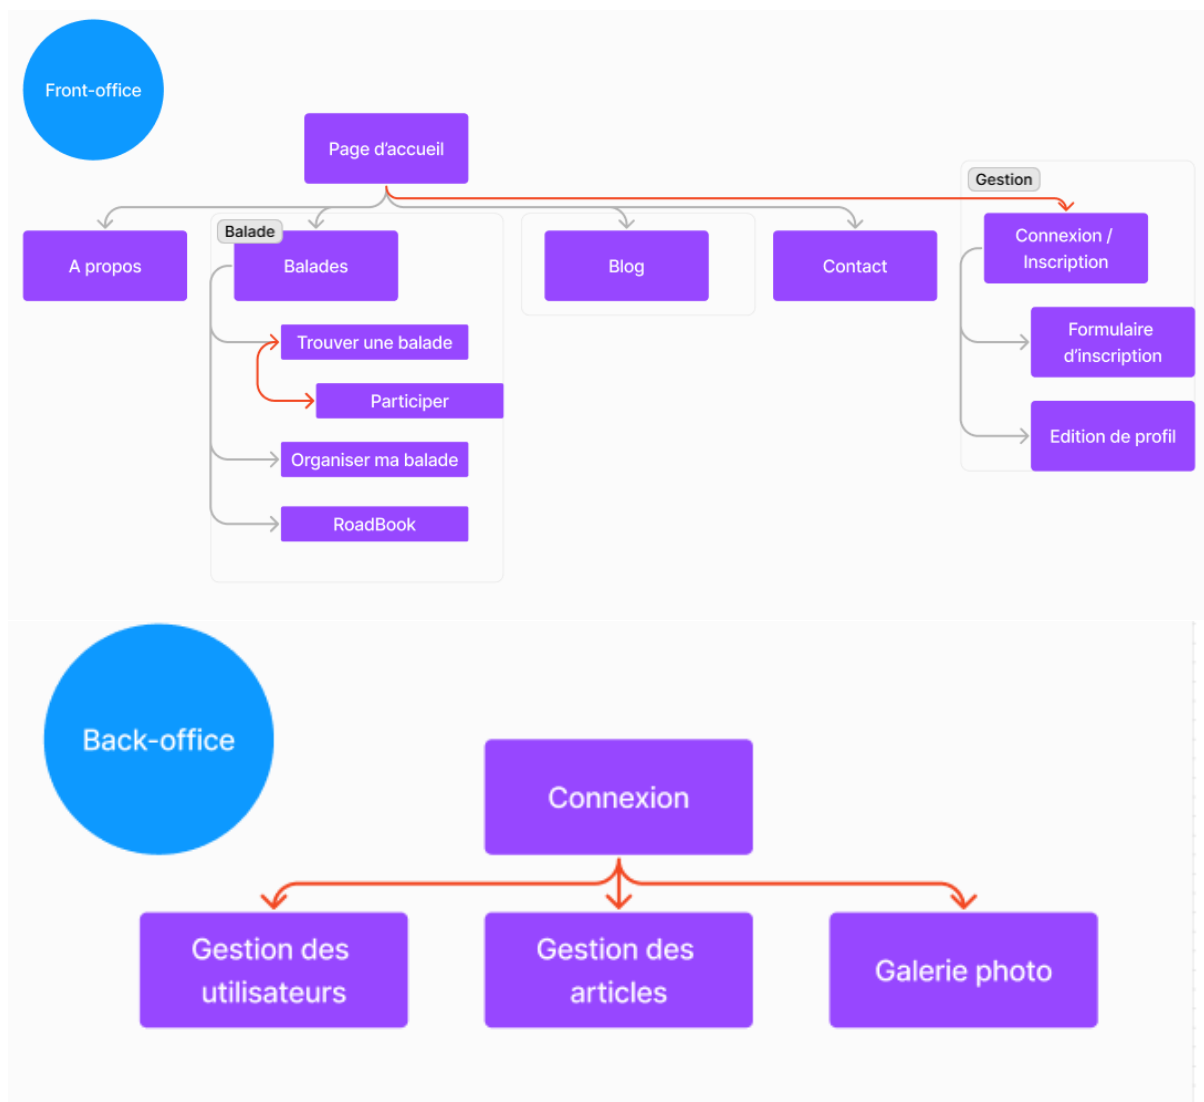 Front-office
Page d’accueil
Gestion
Balade
A propos
Balades
Blog
Contact
Connexion /
Inscription
Trouver une balade
Participer
Organiser ma balade
RoadBook
Formulaire
d’inscription
Edition de profil
Back-office
Connexion
Gestion des
utilisateurs
Gestion des
articles
Galerie photo